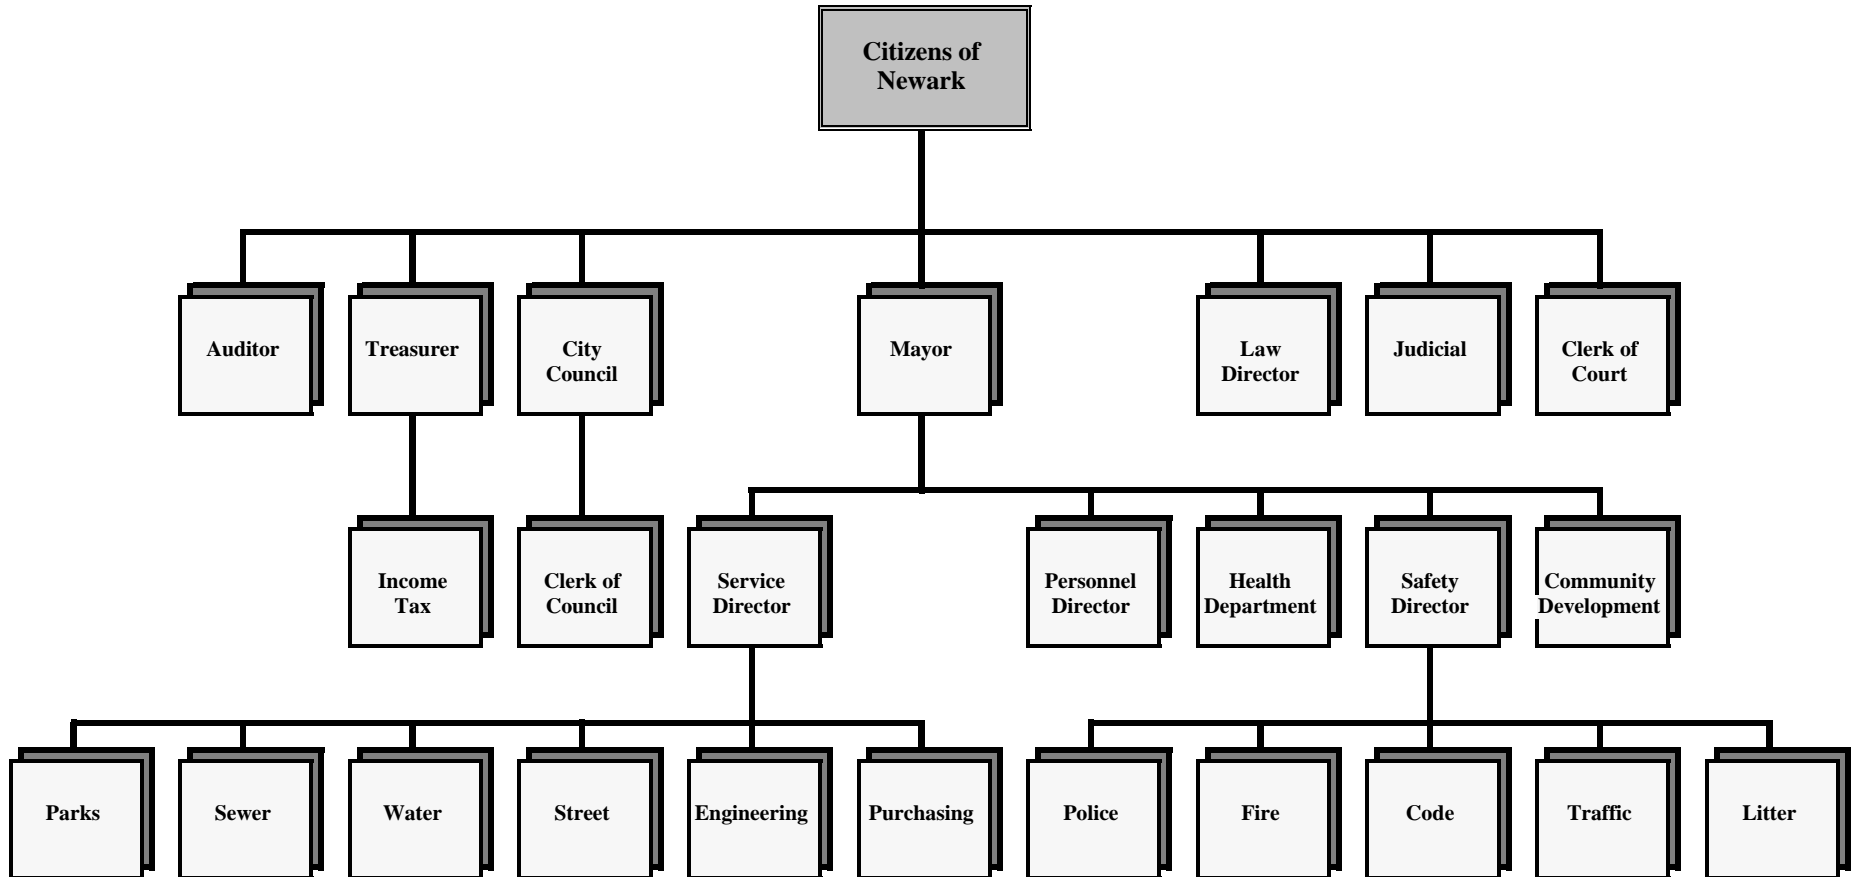 Citizens of
Newark
Auditor
Treasurer
City
Council
Mayor
Law
Director
Judicial
Clerk of
Court
Income
Tax
Clerk of
Council
Service
Director
Personnel
Director
Health
Department
Safety
Director
Community
Development
Parks
Sewer
Water
Street
Engineering
Purchasing
Police
Fire
Code
Traffic
Litter